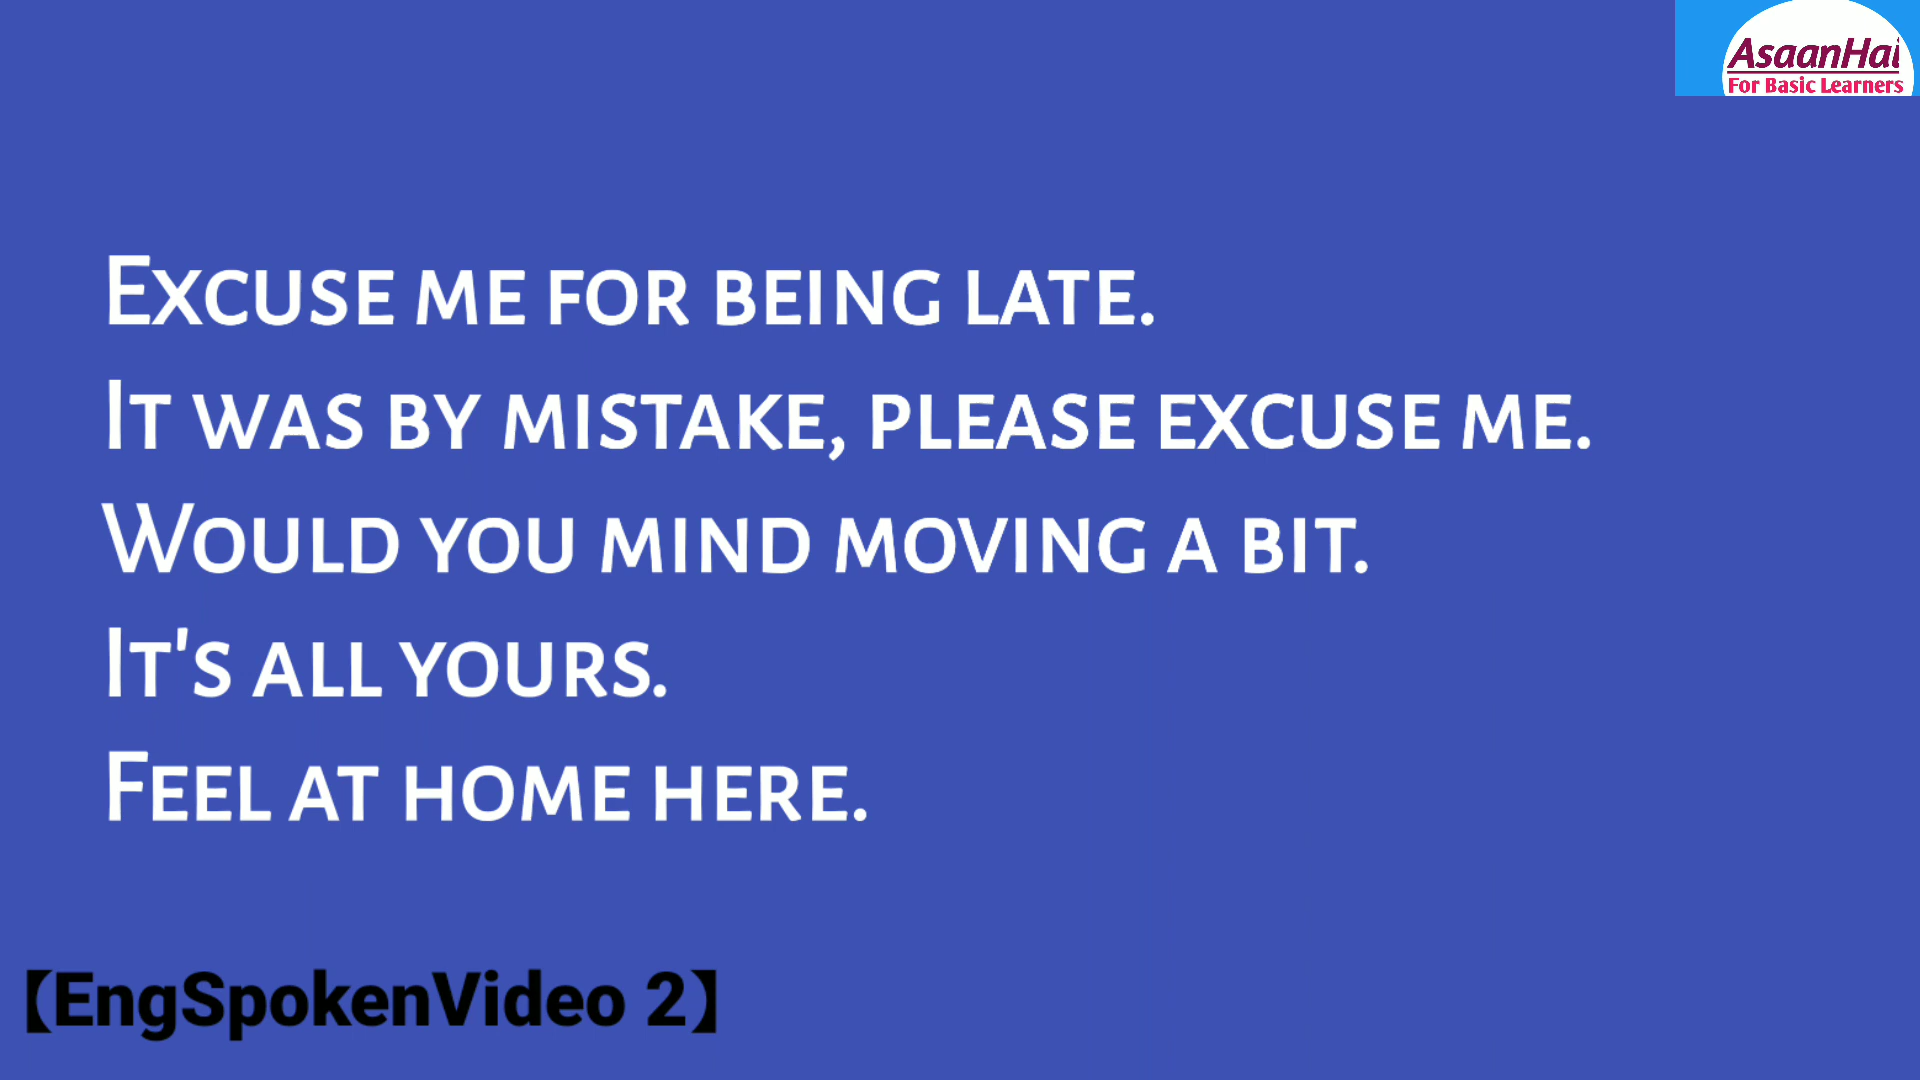 AsaanHai
For Basic Learners
Excuse me for being late.
It was by mistake, please excuse me.
Would you mind moving a bit.
It's all yours.
Feel at home here.
【EngSpokenVideo 2】